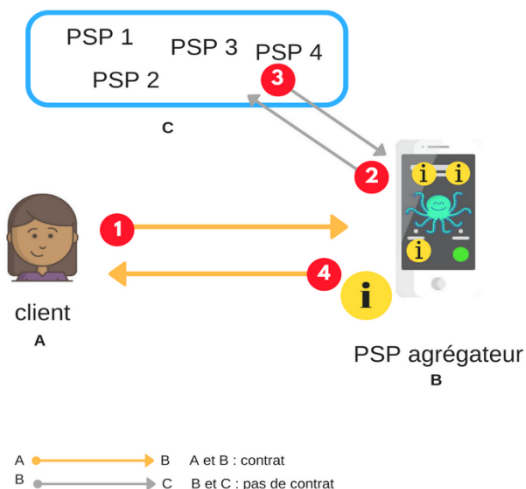 PSP 1
PSP 3
PSP 4
PSP 2
3
C
2
i i
i
1
4
i
client
A
PSP agrégateur
B
A B A et B : contrat
B C B et C : pas de contrat